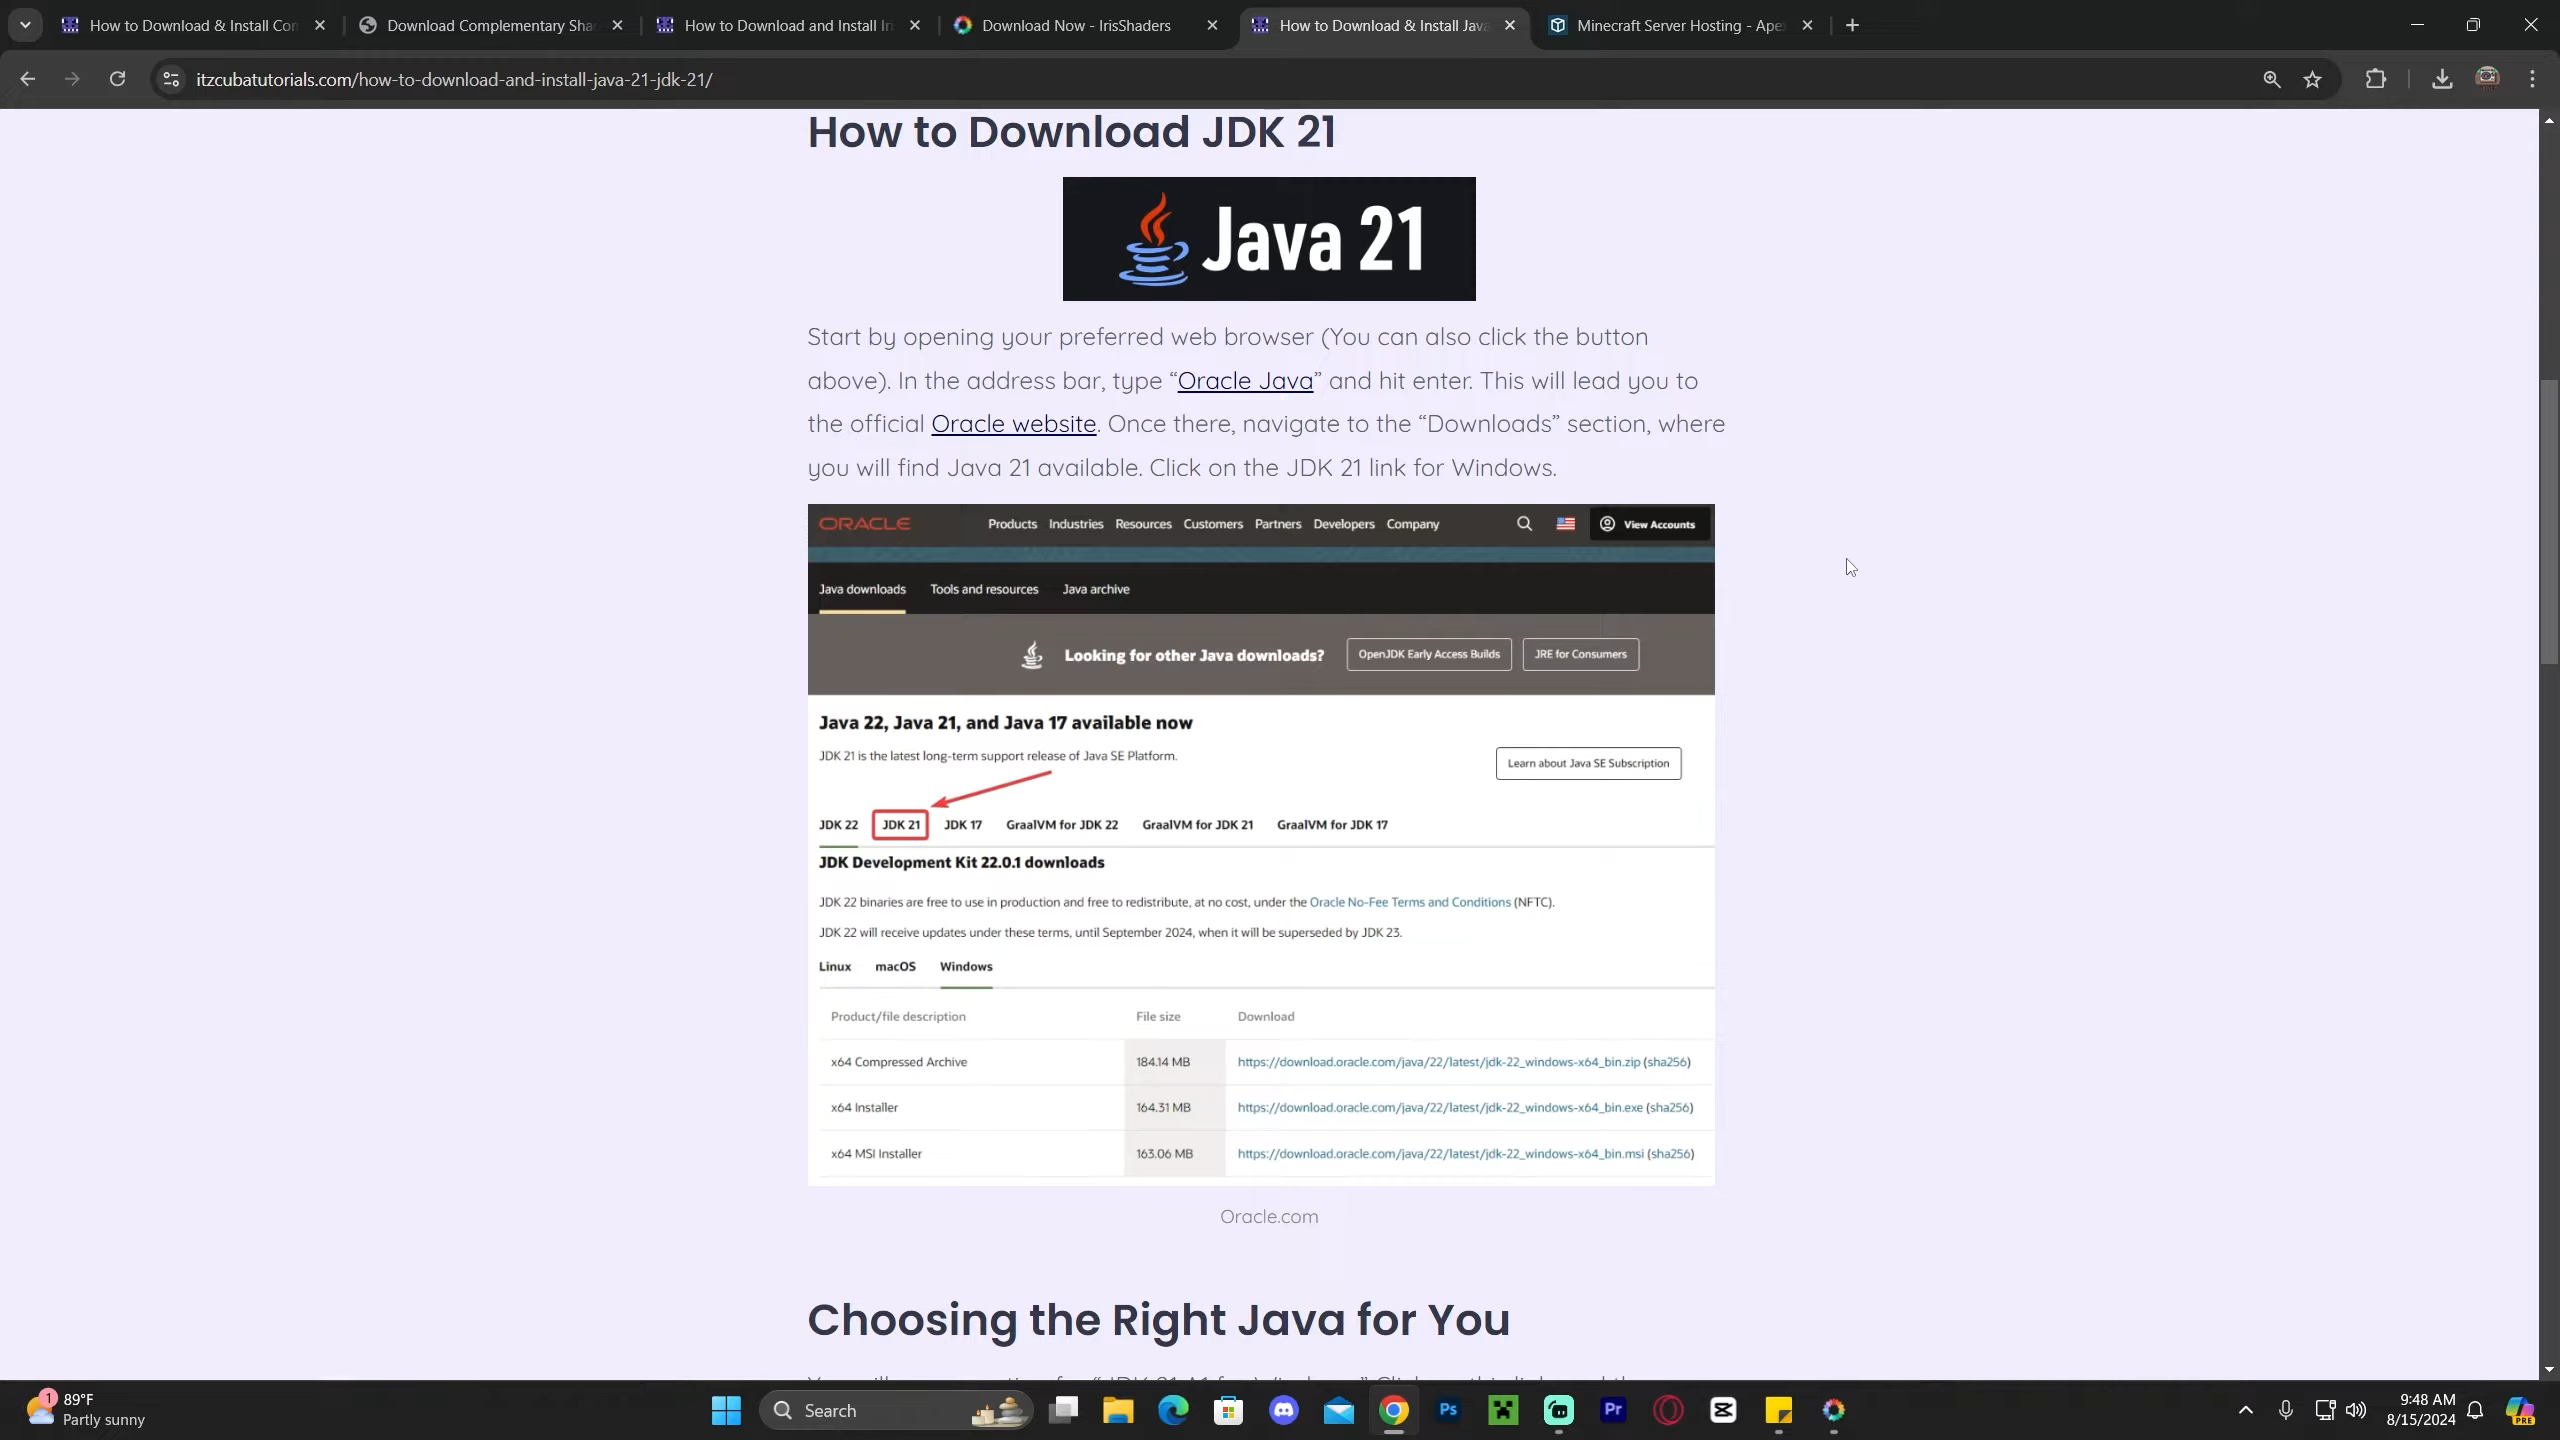 How to Download & Install Con
Download Complementary Sha
How to Download and Install Iri
Download Now - IrisShaders
How to Download & Install Java
Minecraft Server Hosting - Apex
itzcubatutorials.com/how-to-download-and-install-java-21-jdk-21/
How to Download JDK 21
Java 21
Start by opening your preferred web browser (You can also click the button
above). In the address bar, type “Oracle Java” and hit enter. This will lead you to
the official Oracle website. Once there, navigate to the “Downloads” section, where
you will find Java 21 available. Click on the JDK 21 link for Windows.
ORACLE Products Industries Resources Customers Partners Developers Company View Accounts
Java downloads Tools and resources Java archive
Looking for other Java downloads? OpenJDK Early Access Builds JRE for Consumers
Java 22, Java 21, and Java 17 available now
JDK 21 is the latest long-term support release of Java SE Platform.
Learn about Java SE Subscription
JDK 22 JDK 21 JDK 17 GraalVM for JDK 22 GraalVM for JDK 21 GraalVM for JDK 17
JDK Development Kit 22.0.1 downloads
JDK 22 binaries are free to use in production and free to redistribute, at no cost, under the Oracle No-Fee Terms and Conditions (NFTC).
JDK 22 will receive updates under these terms, until September 2024, when it will be superseded by JDK 23.
Linux macOS Windows
Product/file description File size Download
x64 Compressed Archive 184.14 MB https://download.oracle.com/java/22/latest/jdk-22_windows-x64_bin.zip (sha256)
x64 Installer 164.31 MB https://download.oracle.com/java/22/latest/jdk-22_windows-x64_bin.exe (sha256)
x64 MSI Installer 163.06 MB https://download.oracle.com/java/22/latest/jdk-22_windows-x64_bin.msi (sha256)
Oracle.com
Choosing the Right Java for You
1
89°F
Partly sunny
Search
Ps
Pr
9:48 AM
8/15/2024
PRE